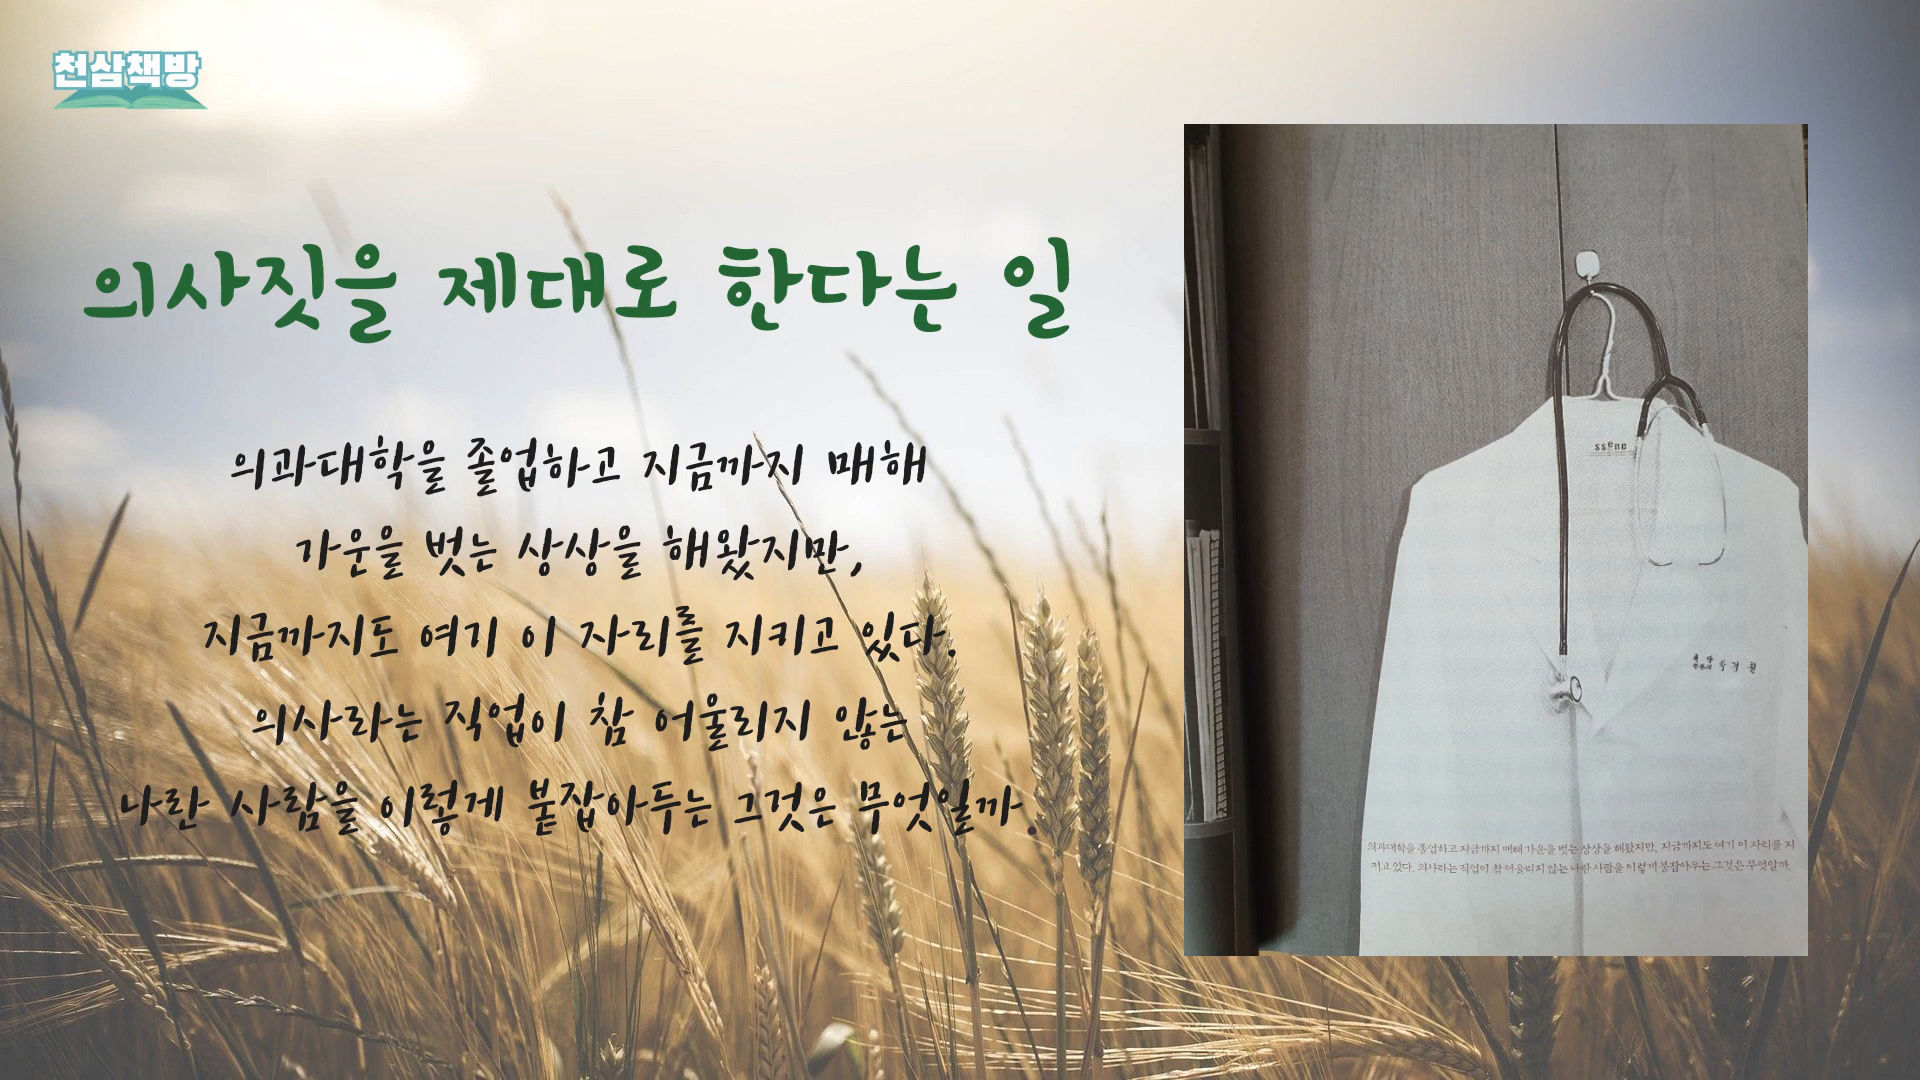 천삼책방
의사짓을 제대로 한다는 일
의과대학을 졸업하고 지금까지 매해
가운을 벗는 상상을 해왔지만,
지금까지도 여기 이 자리를 지키고 있다.
의사라는 직업이 참 어울리지 않는
나란 사람을 이렇게 붙잡아두는 그것은 무엇일까.
ssene
의과대학을 졸업하고 지금까지 매해 가운을 벗는 상상을 해왔지만, 지금까지도 여기 이 자리를 지
키고 있다. 의사라는 직업이 참 어울리지 않는 나란 사람을 이렇게 붙잡아두는 그것은 무엇일까.